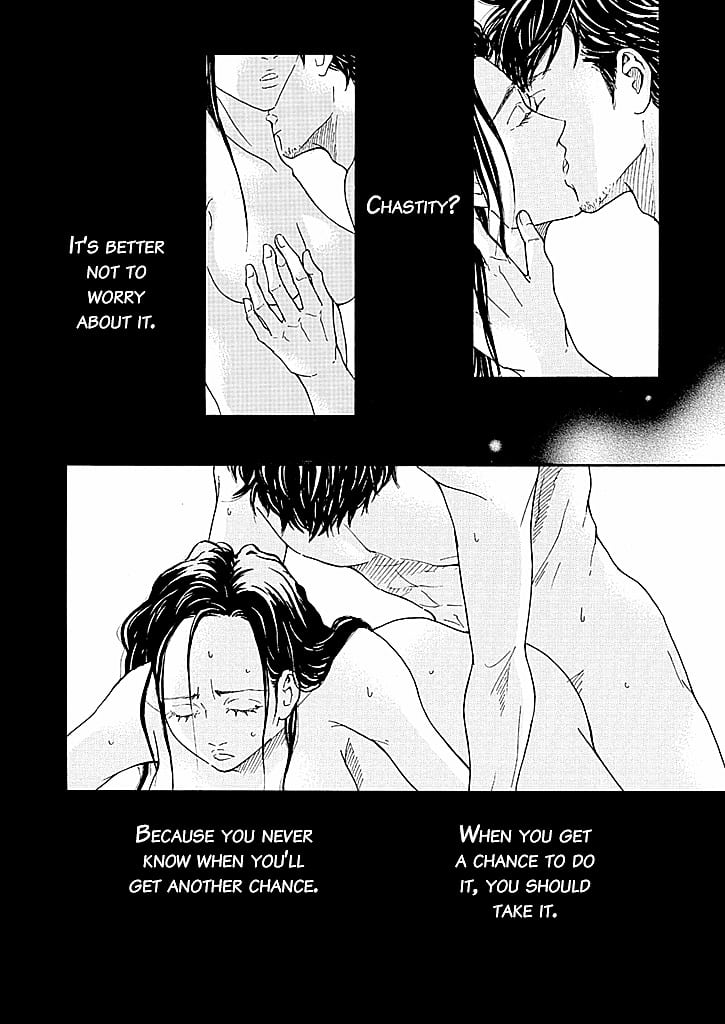 CHASTITY?
IT'S BETTER
NOT TO
WORRY
ABOUT IT.
WHEN YOU GET
A CHANCE TO DO
IT, YOU SHOULD
TAKE IT.
BECAUSE YOU NEVER
KNOW WHEN YOU'LL
GET ANOTHER CHANCE.